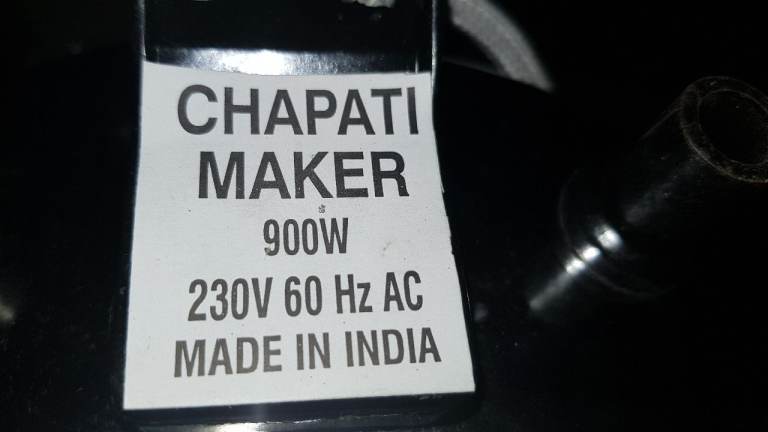 CHAPATI
MAKER
900W
230V 60 Hz AC
MADE IN INDIA